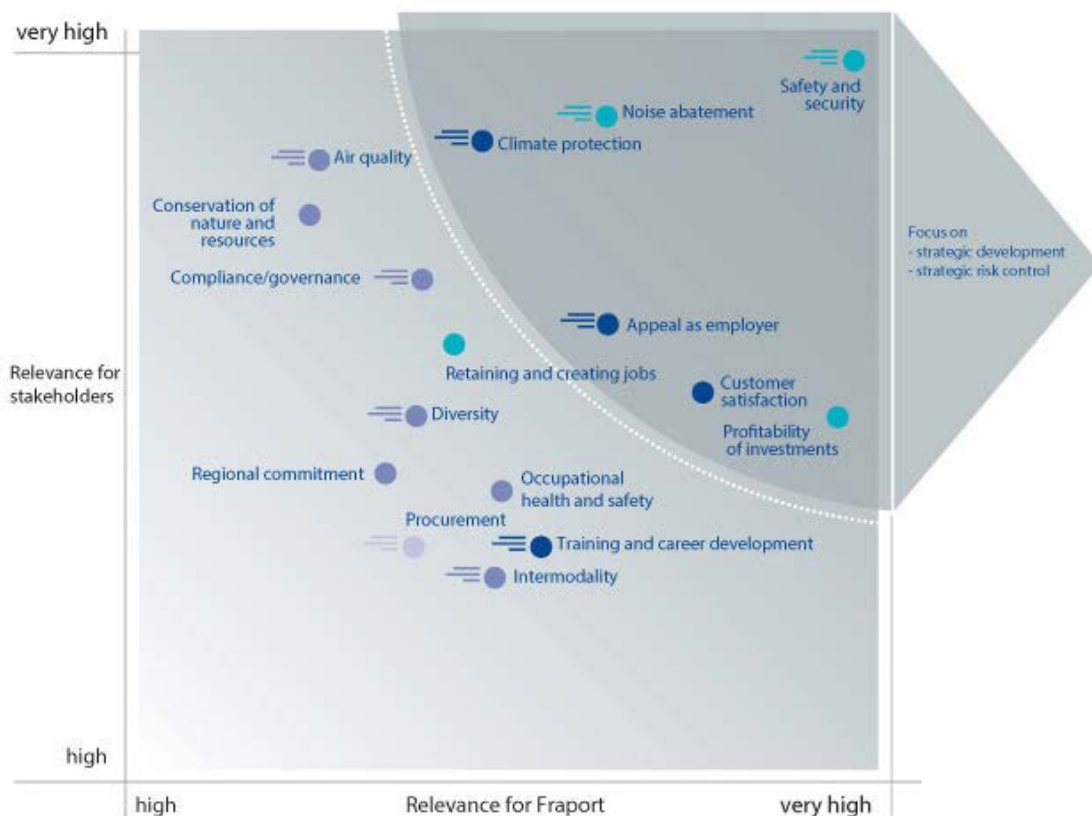 very high
Safety and
security
Noise abatement
Climate protection
Air quality
Conservation of
nature and
resources
Focus on
- strategic development
- strategic risk control
Compliance/governance
Appeal as employer
Relevance for
stakeholders
Retaining and creating jobs
Customer
satisfaction
Diversity
Profitability
of investments
Regional commitment
Occupational
health and safety
Procurement
Training and career development
Intermodality
high
high
Relevance for Fraport
very high